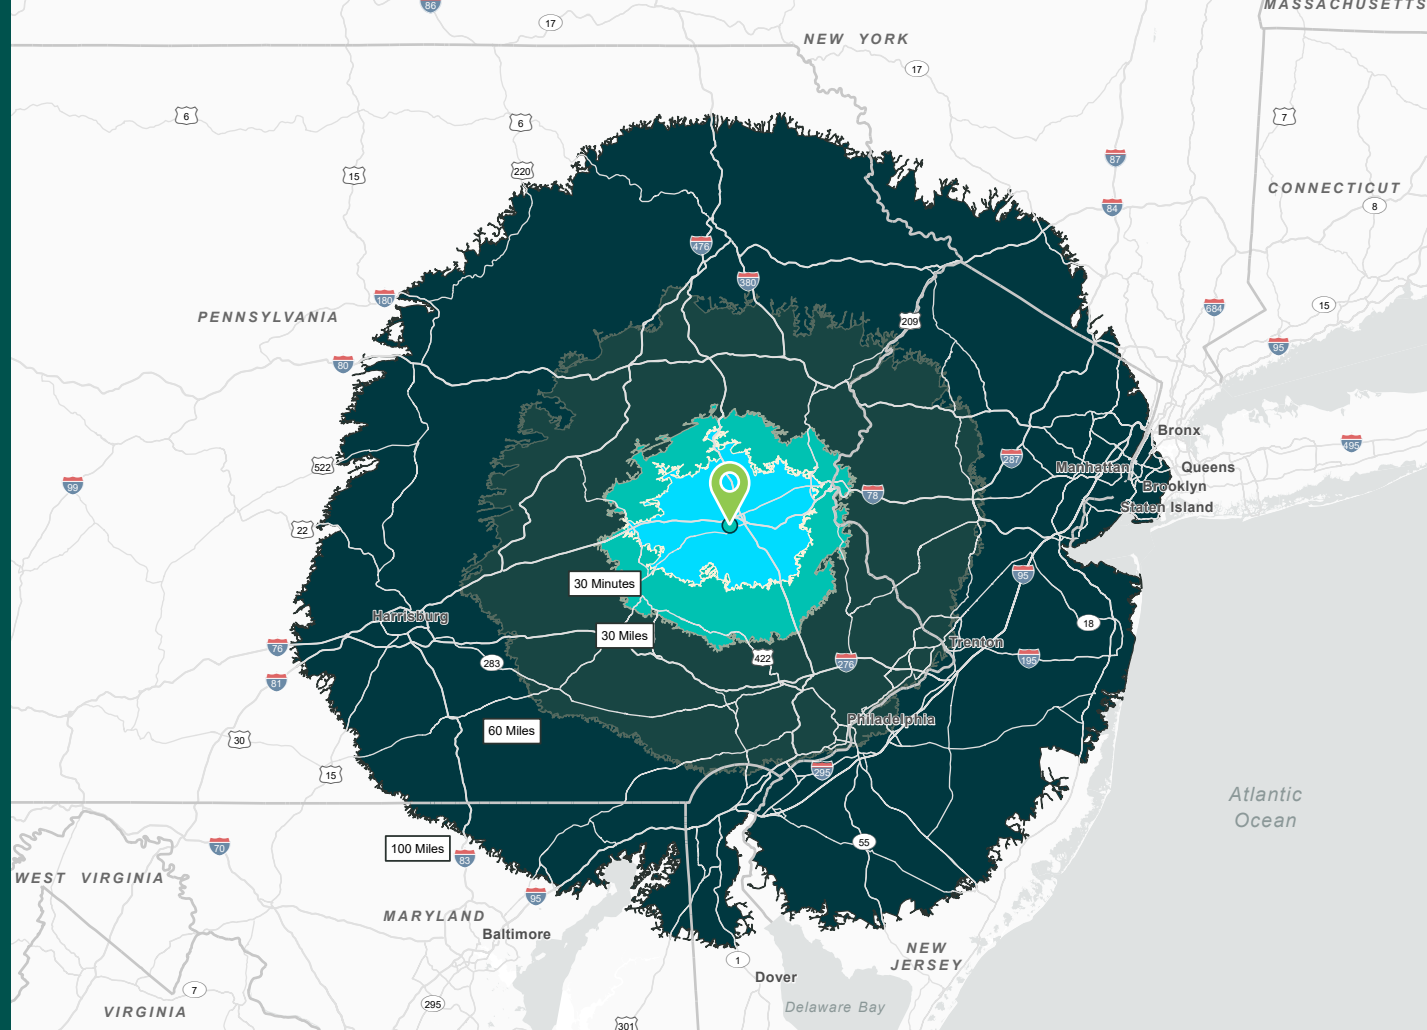 MASSACHUSETTS
86
17
NEW YORK
17
6
6
7
87
220
15
CONNECTICUT
84
8
476
380
180
684
15
PENNSYLVANIA
209
95
80
Bronx
495
287
Manhattan
Queens
522
99
Brooklyn
78
Staten Island
22
95
30 Minutes
Harrisburg
18
30 Miles
Trenton
76
422
195
283
276
81
Philadelphia
60 Miles
30
295
15
Atlantic
Ocean
55
70
100 Miles
83
WEST VIRGINIA
95
MARYLAND
Baltimore
NEW
JERSEY
1
Dover
7
295
Delaware Bay
VIRGINIA
301